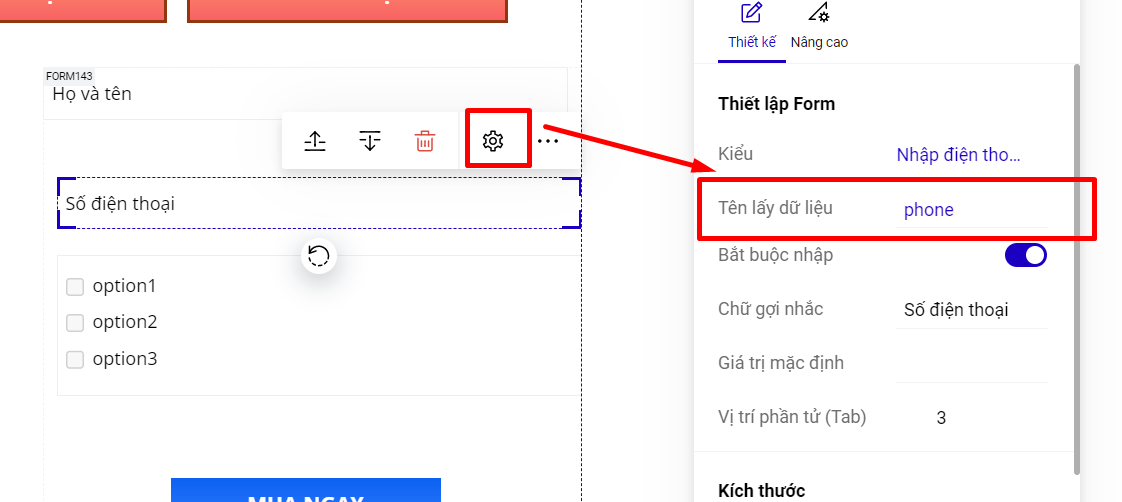 FORM143
Họ và tên
Số điện thoại
option1
option2
option3
MUA NGAY
Thiết kế
Nâng cao
Thiết lập Form
Kiểu
Nhập điện tho...
Tên lấy dữ liệu
phone
Bắt buộc nhập
Chữ gợi nhắc
Số điện thoại
Giá trị mặc định
Vị trí phần tử (Tab)
3
Kích thước